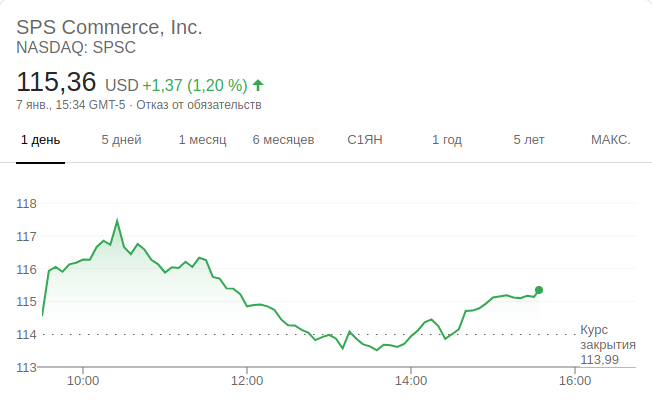 SPS Commerce, Inc.
NASDAQ: SPSC
115,36 USD +1,37 (1,20 %)
7 янв., 15:34 GMT-5 · Отказ от обязательств
1 день 5 дней 1 месяц 6 месяцев С1ЯН 1 год 5 лет МАКС.
118
117
116
115
114
Курс
закрытия
113,99
113
10:00 12:00 14:00 16:00